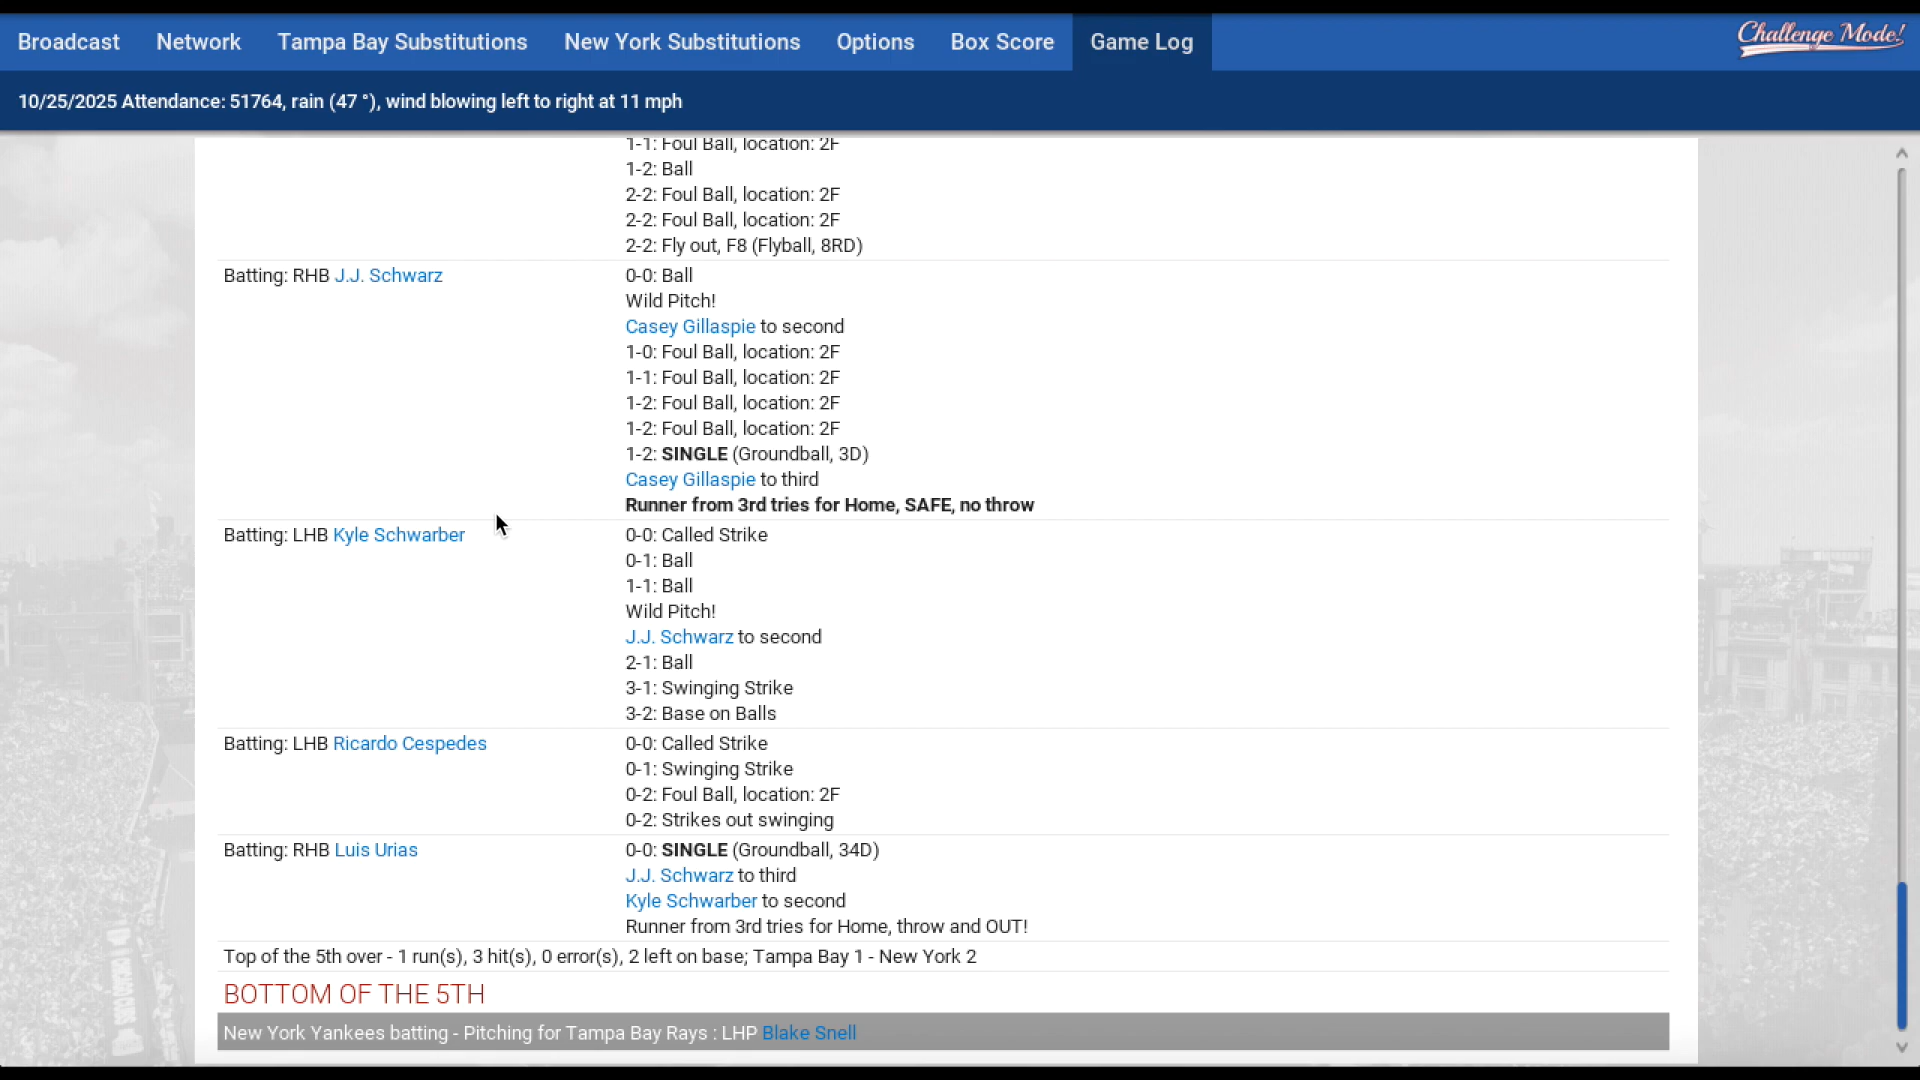 Broadcast Network Tampa Bay Substitutions New York Substitutions Options Box Score Game Log Challenge Mode!
10/25/2025 Attendance: 51764, rain (47 °), wind blowing left to right at 11 mph
1-1: Foul Ball, location: 2F
1-2: Ball
2-2: Foul Ball, location: 2F
2-2: Foul Ball, location: 2F
2-2: Fly out, F8 (Flyball, 8RD)
Batting: RHB J.J. Schwarz 0-0: Ball
Wild Pitch!
Casey Gillaspie to second
1-0: Foul Ball, location: 2F
1-1: Foul Ball, location: 2F
1-2: Foul Ball, location: 2F
1-2: Foul Ball, location: 2F
1-2: SINGLE (Groundball, 3D)
Casey Gillaspie to third
Runner from 3rd tries for Home, SAFE, no throw
Batting: LHB Kyle Schwarber 0-0: Called Strike
0-1: Ball
1-1: Ball
Wild Pitch!
J.J. Schwarz to second
2-1: Ball
3-1: Swinging Strike
3-2: Base on Balls
Batting: LHB Ricardo Cespedes 0-0: Called Strike
0-1: Swinging Strike
0-2: Foul Ball, location: 2F
0-2: Strikes out swinging
Batting: RHB Luis Urias 0-0: SINGLE (Groundball, 34D)
J.J. Schwarz to third
Kyle Schwarber to second
Runner from 3rd tries for Home, throw and OUT!
Top of the 5th over - 1 run(s), 3 hit(s), 0 error(s), 2 left on base; Tampa Bay 1 - New York 2
BOTTOM OF THE 5TH
New York Yankees batting - Pitching for Tampa Bay Rays : LHP Blake Snell